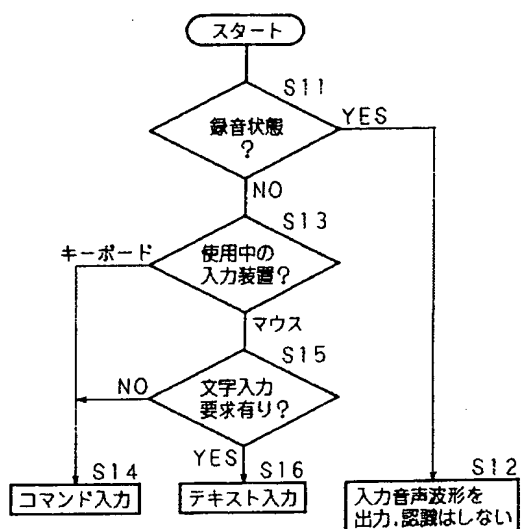 スタート
S11
録音状態
?
YES
NO
S13
キーボード
使用中の
入力装置?
マウス
S15
NO
文字入力
要求有り?
YES
S14
コマンド入力
S16
テキスト入力
S12
入力音声波形を
出力.認識はしない